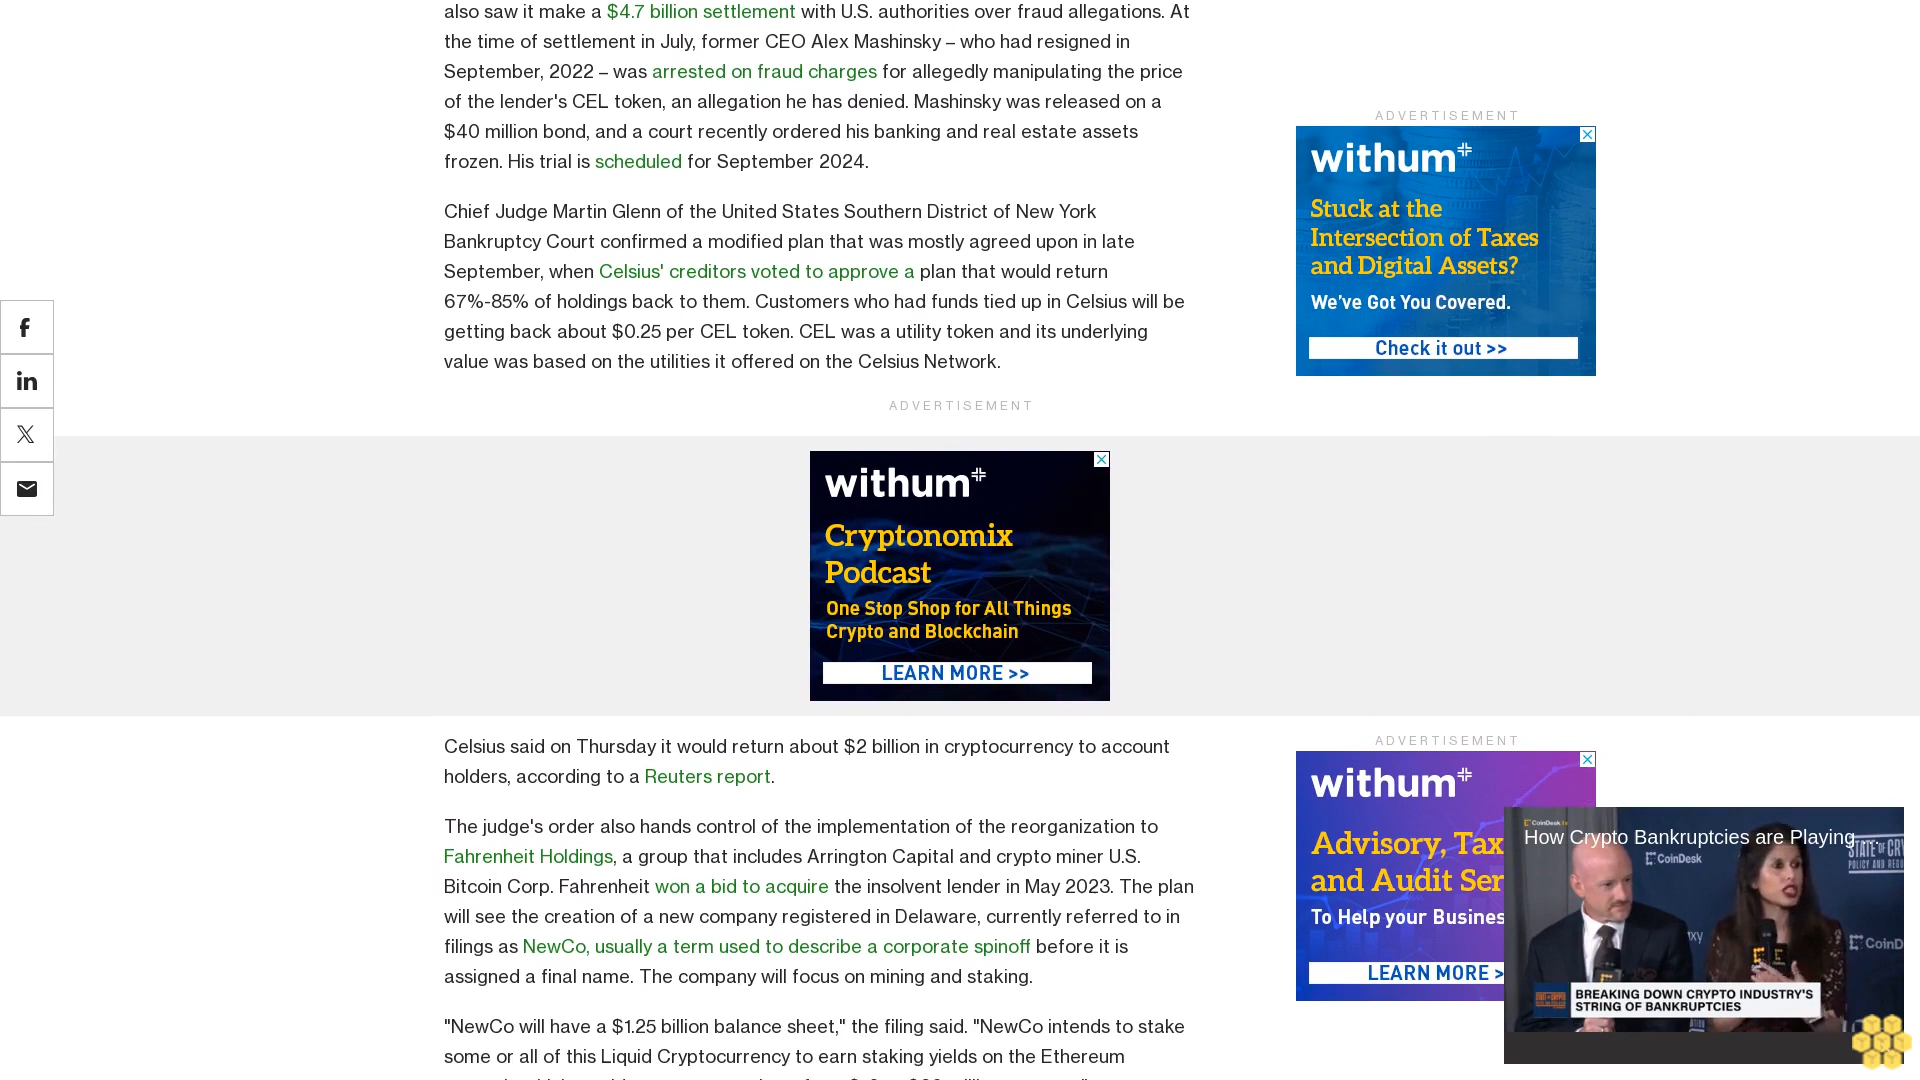 also saw it make a $4.7 billion settlement with U.S. authorities over fraud allegations. At
the time of settlement in July, former CEO Alex Mashinsky – who had resigned in
September, 2022 – was arrested on fraud charges for allegedly manipulating the price
of the lender's CEL token, an allegation he has denied. Mashinsky was released on a
$40 million bond, and a court recently ordered his banking and real estate assets
frozen. His trial is scheduled for September 2024.
Chief Judge Martin Glenn of the United States Southern District of New York
Bankruptcy Court confirmed a modified plan that was mostly agreed upon in late
September, when Celsius' creditors voted to approve a plan that would return
67%-85% of holdings back to them. Customers who had funds tied up in Celsius will be
getting back about $0.25 per CEL token. CEL was a utility token and its underlying
value was based on the utilities it offered on the Celsius Network.
ADVERTISEMENT
withum
Stuck at the
Intersection of Taxes
and Digital Assets?
We've Got You Covered.
Check it out >>
ADVERTISEMENT
withum
Cryptonomix
Podcast
One Stop Shop for All Things
Crypto and Blockchain
LEARN MORE >>
Celsius said on Thursday it would return about $2 billion in cryptocurrency to account
holders, according to a Reuters report.
The judge's order also hands control of the implementation of the reorganization to
Fahrenheit Holdings, a group that includes Arrington Capital and crypto miner U.S.
Bitcoin Corp. Fahrenheit won a bid to acquire the insolvent lender in May 2023. The plan
will see the creation of a new company registered in Delaware, currently referred to in
filings as NewCo, usually a term used to describe a corporate spinoff before it is
assigned a final name. The company will focus on mining and staking.
"NewCo will have a $1.25 billion balance sheet," the filing said. "NewCo intends to stake
some or all of this Liquid Cryptocurrency to earn staking yields on the Ethereum
ADVERTISEMENT
withum
Advisory, Tax
and Audit Ser
To Help your Busines
LEARN MORE >
CoinDesk tv
How Crypto Bankruptcies are Playing ...
CoinDesk
STATE OF CRY
POLICY AND REGU
CoinD
BREAKING DOWN CRYPTO INDUSTRY'S
STRING OF BANKRUPTCIES